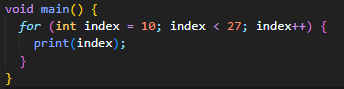 void main() {
  for (int index = 10; index < 27; index++) {
    print(index);
  }
}